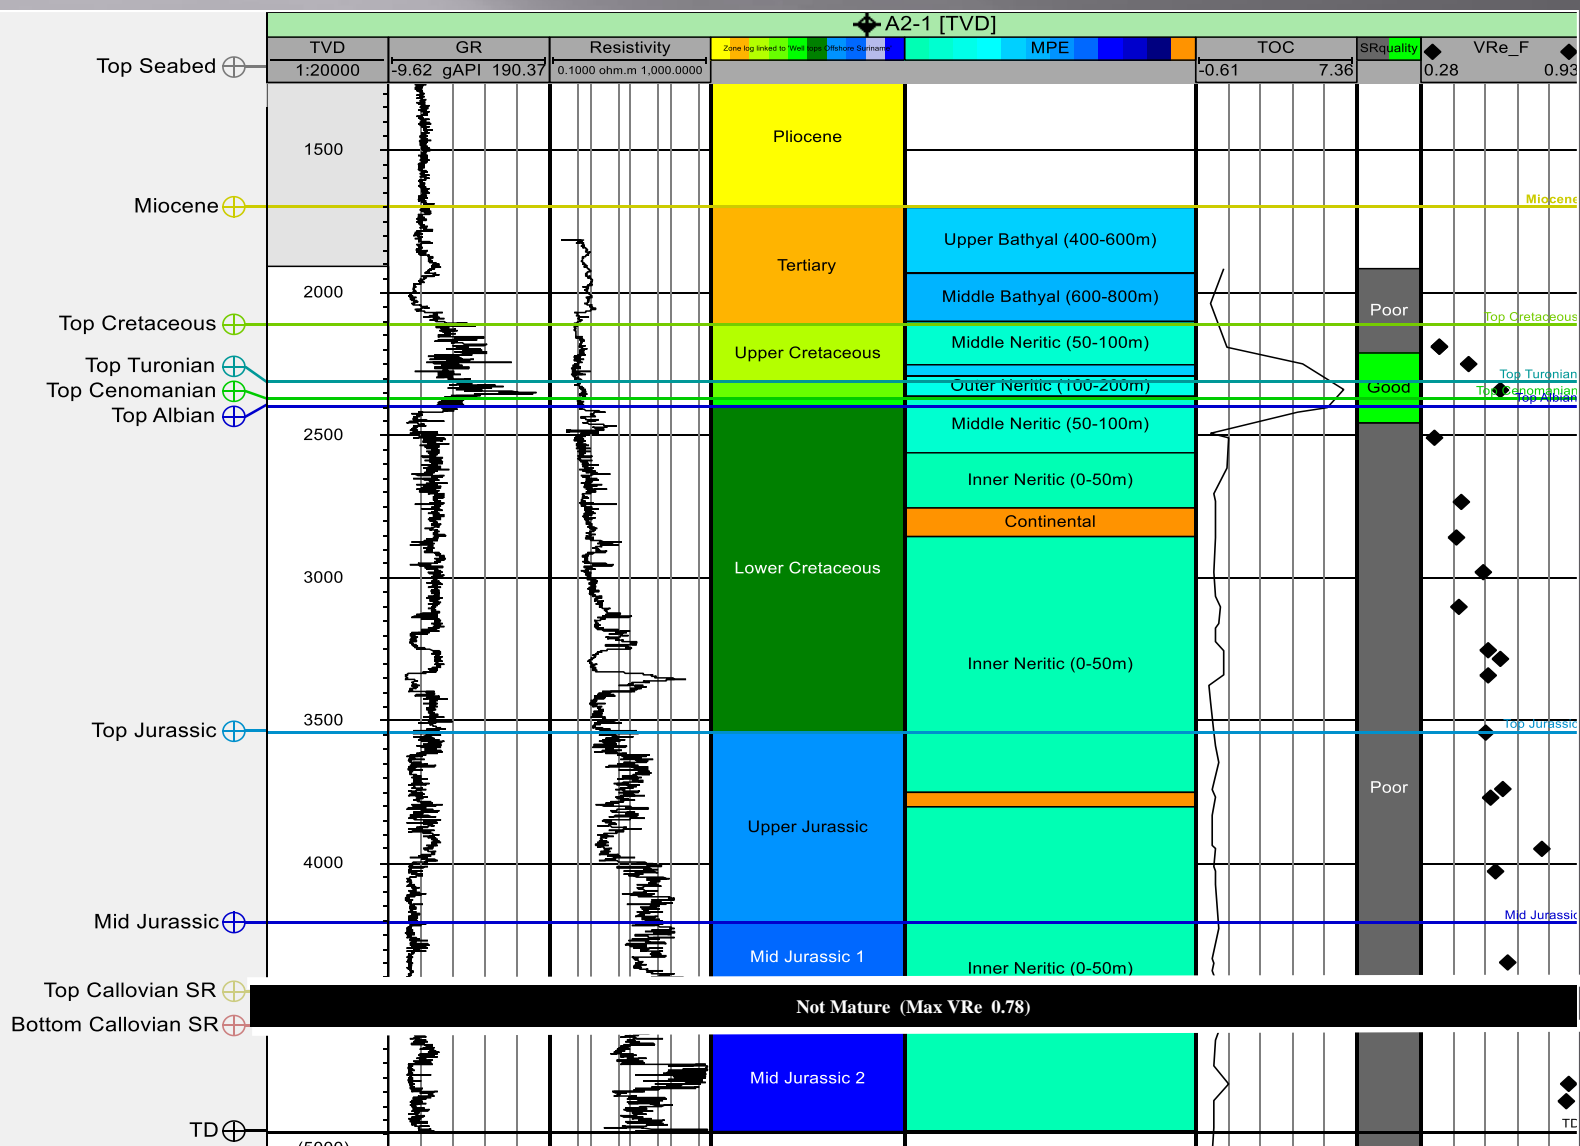 A2-1 [TVD]
TVD GR Resistivity Zone log linked to 'Well tops Offshore Suriname' MPE TOC SRquality VRe_F
1:20000 -9.62 gAPI 190.37 0.1000 ohm.m 1,000.0000 -0.61 7.36 0.28 0.93
Top Seabed
Pliocene
1500
Miocene
Miocene
Upper Bathyal (400-600m)
Tertiary
2000
Middle Bathyal (600-800m)
Poor
Top Cretaceous
Top Cretaceous
Upper Cretaceous
Middle Neritic (50-100m)
Top Turonian
Top Turonian
Outer Neritic (100-200m)
Good
Top Cenomanian
Top Cenomanian
Top Albian
Top Albian
Middle Neritic (50-100m)
2500
Inner Neritic (0-50m)
Continental
Lower Cretaceous
3000
Inner Neritic (0-50m)
3500
Top Jurassic
Top Jurassic
Poor
Upper Jurassic
4000
Mid Jurassic
Mid Jurassic
Mid Jurassic 1
Inner Neritic (0-50m)
Top Callovian SR
Not Mature (Max VRe 0.78)
Bottom Callovian SR
Mid Jurassic 2
TD
TD
(5000)